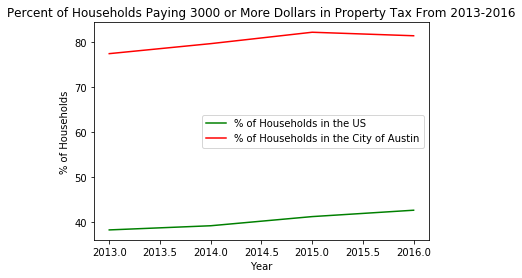 Percent of Households Paying 3000 or More Dollars in Property Tax From 2013-2016
80
70
60
50
40
% of Households
% of Households in the US
% of Households in the City of Austin
2013.0 2013.5 2014.0 2014.5 2015.0 2015.5 2016.0
Year